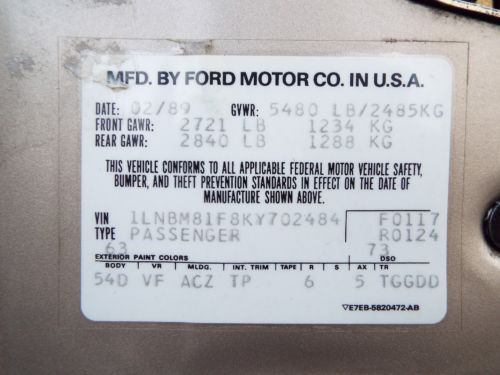 MFD. BY FORD MOTOR CO. IN U.S.A.
DATE: 02/89 GVWR: 5480 LB/2485KG
FRONT GAWR: 2721 LB 1234 KG
REAR GAWR: 2840 LB 1288 KG
THIS VEHICLE CONFORMS TO ALL APPLICABLE FEDERAL MOTOR VEHICLE SAFETY,
BUMPER, AND THEFT PREVENTION STANDARDS IN EFFECT ON THE DATE OF
MANUFACTURE SHOWN ABOVE.
VIN 1LNBM81F8KY702484 F0117
TYPE PASSENGER R0124
63 73
EXTERIOR PAINT COLORS DSO
BODY VR MLDG. INT. TRIM TAPE R S AX TR
54D VF ACZ TP 6 5 TGGDD
E7EB-5820472-AB